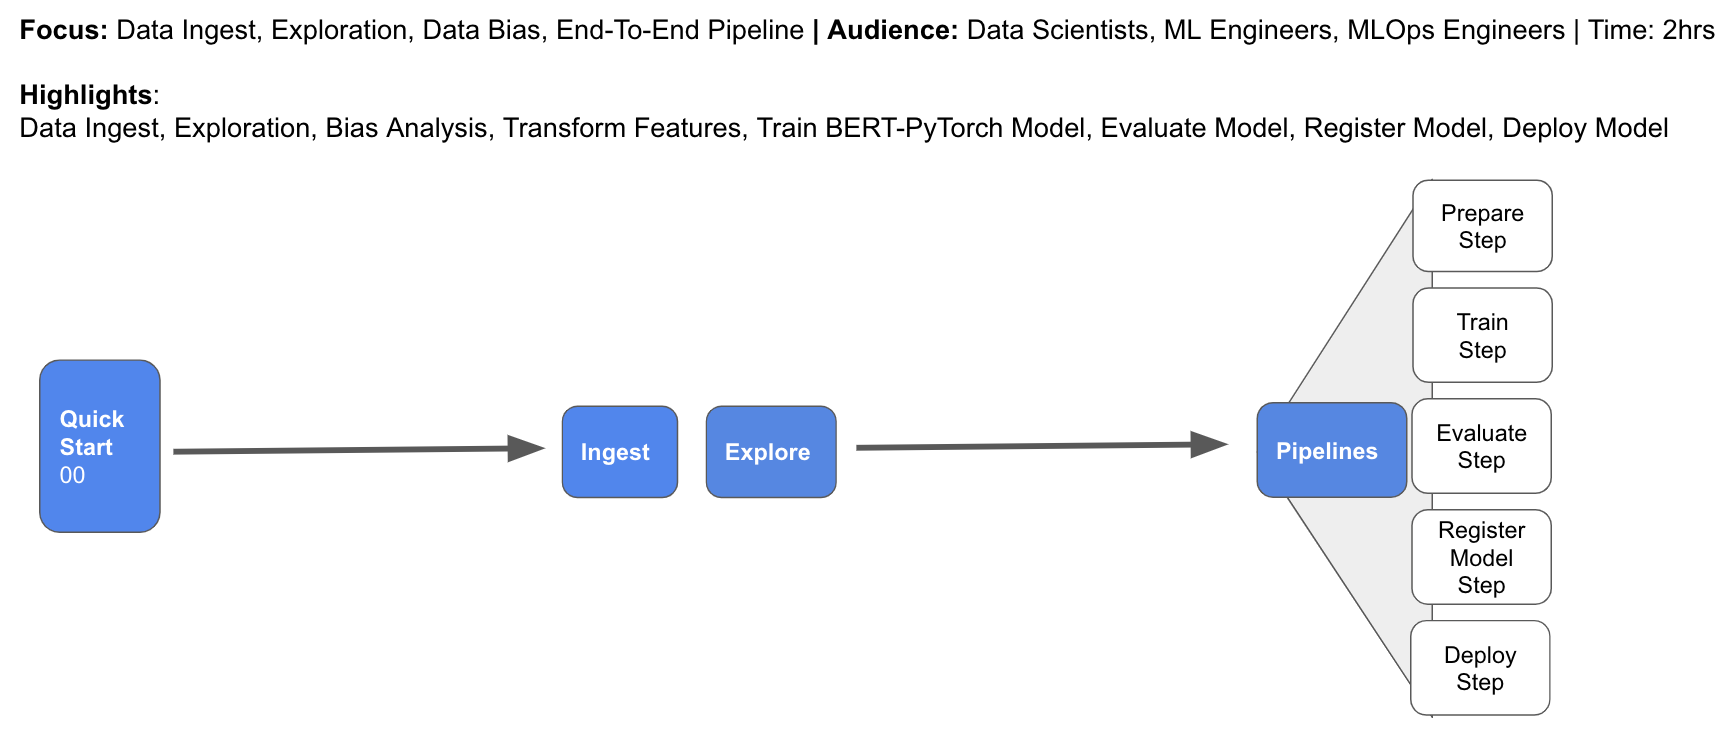 Focus: Data Ingest, Exploration, Data Bias, End-To-End Pipeline | Audience: Data Scientists, ML Engineers, MLOps Engineers | Time: 2hrs
Highlights:
Data Ingest, Exploration, Bias Analysis, Transform Features, Train BERT-PyTorch Model, Evaluate Model, Register Model, Deploy Model
Quick
Start
00
Ingest
Explore
Pipelines
Prepare
Step
Train
Step
Evaluate
Step
Register
Model
Step
Deploy
Step